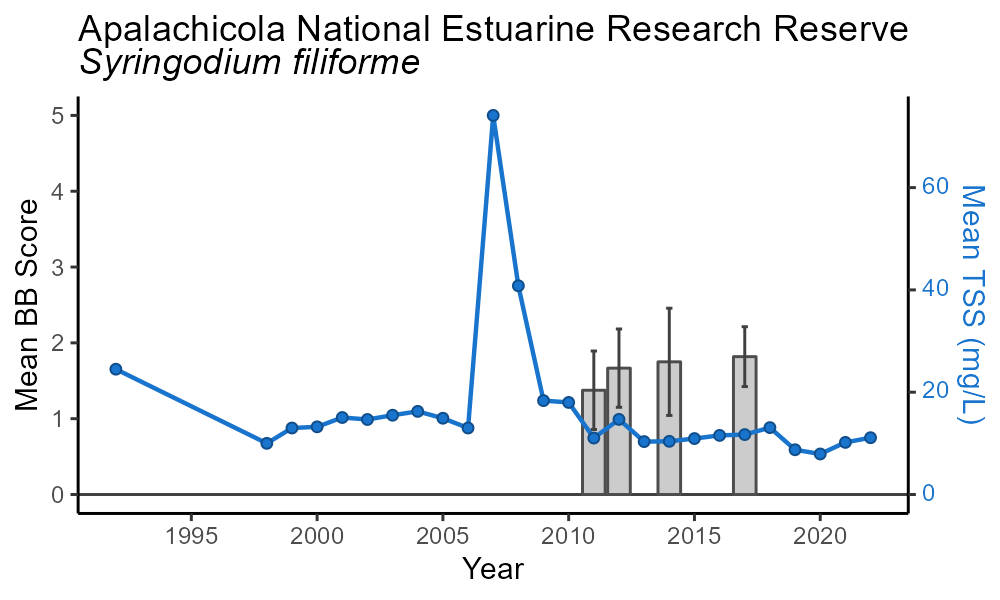 Apalachicola National Estuarine Research Reserve
Syringodium filiforme
5
4
3
2
1
0
Mean BB Score
60
40
20
0
Mean TSS (mg/L)
1995 2000 2005 2010 2015 2020
Year